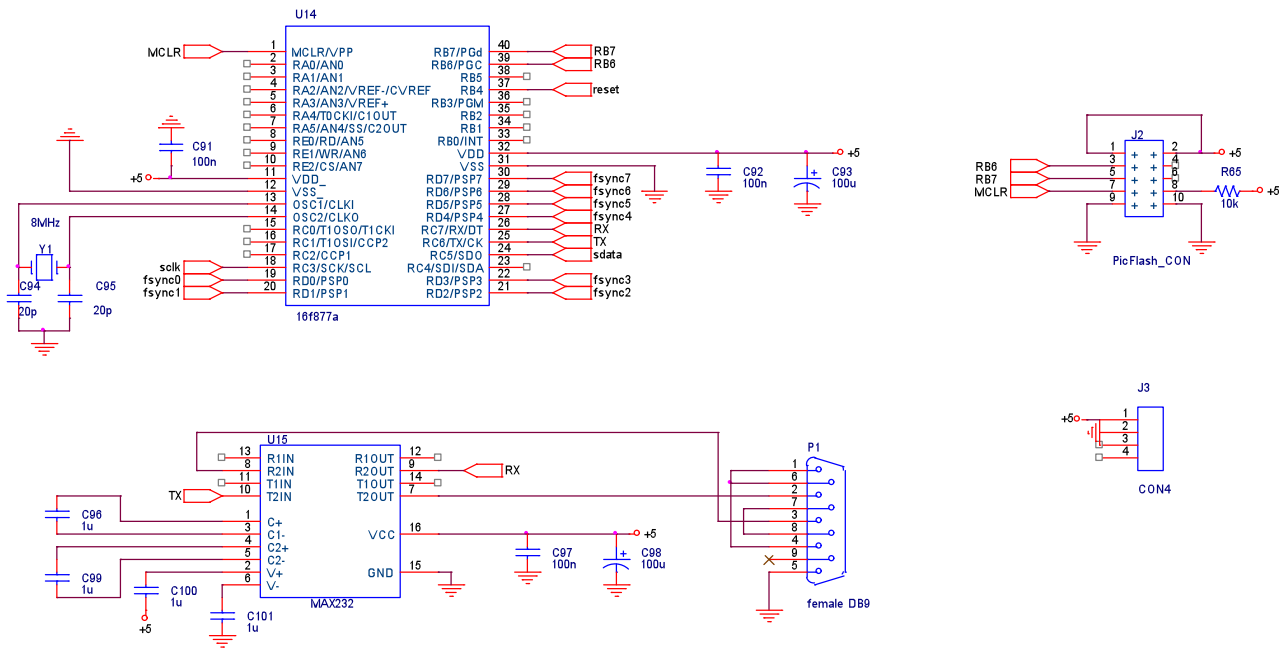 U14
MCLR 1 MCLR/VPP RB7/PGd 40 RB7
2 RA0/AN0 RB6/PGC 39 RB6
3 RA1/AN1 RB5 38
4 RA2/AN2/VREF-/CVREF RB4 37 reset
5 RA3/AN3/VREF+ RB3/PGM 36
6 RA4/T0CKI/C1OUT RB2 35
7 RA5/AN4/SS/C2OUT RB1 34
8 RE0/RD/AN5 RB0/INT 33
9 RE1/WR/AN6 VDD 32
10 RE2/CS/AN7 VSS 31
11 VDD_ RD7/PSP7 30 fsync7
12 VSS_ RD6/PSP6 29 fsync6
13 OSC1/CLKI RD5/PSP5 28 fsync5
14 OSC2/CLKO RD4/PSP4 27 fsync4
15 RC0/T1OSO/T1CKI RC7/RX/DT 26 RX
16 RC1/T1OSI/CCP2 RC6/TX/CK 25 TX
17 RC2/CCP1 RC5/SDO 24 sdata
sclk 18 RC3/SCK/SCL RC4/SDI/SDA 23
fsync0 19 RD0/PSP0 RD3/PSP3 22 fsync3
fsync1 20 RD1/PSP1 RD2/PSP2 21 fsync2
16f877a
C91
100n
+5
8MHz
Y1
C94
20p
C95
20p
C92
100n
C93
100u
+5
J2
1 2 +5
RB6 3 4
RB7 5 6
MCLR 7 8 R65 +5
9 10 10k
PicFlash_CON
U15
13 R1IN R1OUT 12
8 R2IN R2OUT 9 RX
11 T1IN T1OUT 14
TX 10 T2IN T2OUT 7
1 C+
3 C1- VCC 16 +5
4 C2+
5 C2-
2 V+ GND 15
6 V-
MAX232
C96
1u
C99
1u
C100
1u
+5
C101
1u
C97
100n
C98
100u
P1
1
6
2
7
3
8
4
9
5
female DB9
J3
+5 1
2
3
4
CON4